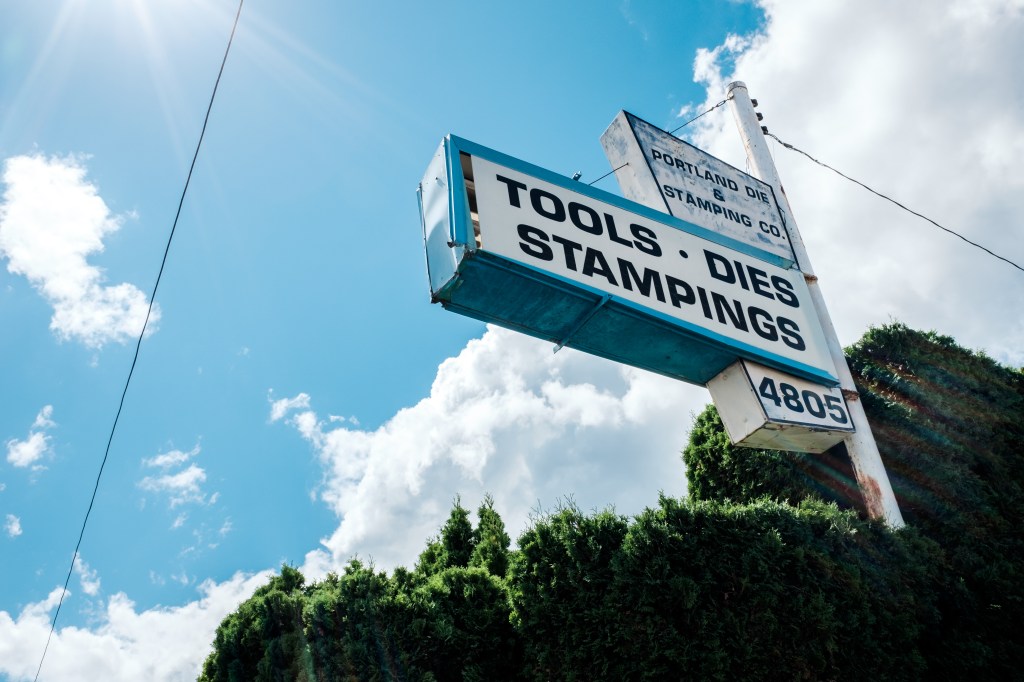 PORTLAND DIE
&
STAMPING CO.
TOOLS · DIES
STAMPINGS
4805